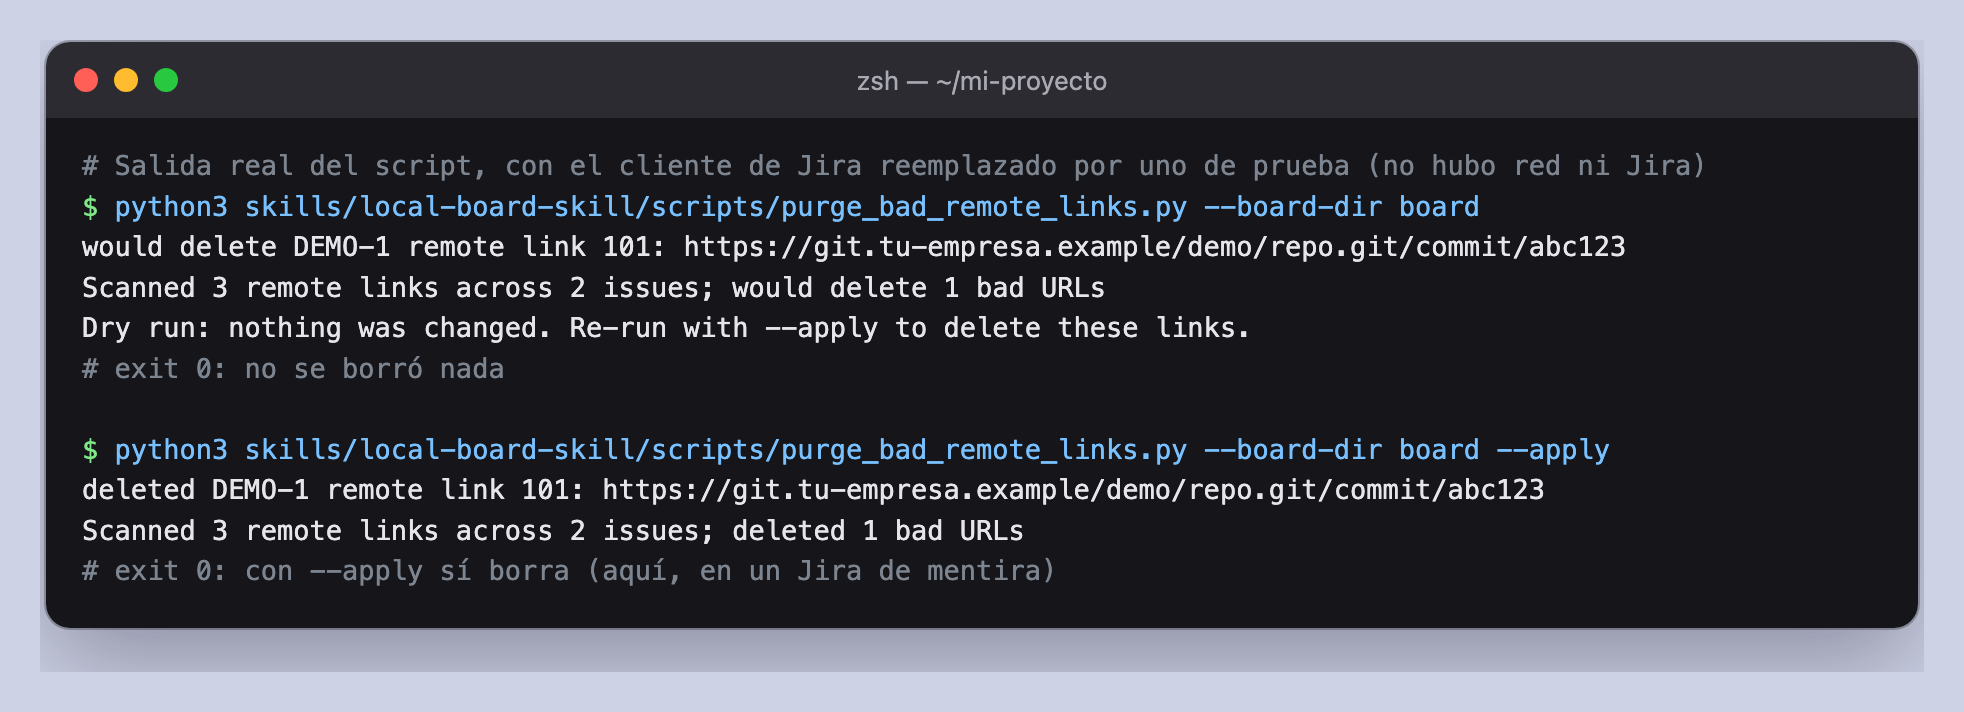 zsh — ~/mi-proyecto
# Salida real del script, con el cliente de Jira reemplazado por uno de prueba (no hubo red ni Jira)
$ python3 skills/local-board-skill/scripts/purge_bad_remote_links.py --board-dir board
would delete DEMO-1 remote link 101: https://git.tu-empresa.example/demo/repo.git/commit/abc123
Scanned 3 remote links across 2 issues; would delete 1 bad URLs
Dry run: nothing was changed. Re-run with --apply to delete these links.
# exit 0: no se borró nada
$ python3 skills/local-board-skill/scripts/purge_bad_remote_links.py --board-dir board --apply
deleted DEMO-1 remote link 101: https://git.tu-empresa.example/demo/repo.git/commit/abc123
Scanned 3 remote links across 2 issues; deleted 1 bad URLs
# exit 0: con --apply sí borra (aquí, en un Jira de mentira)